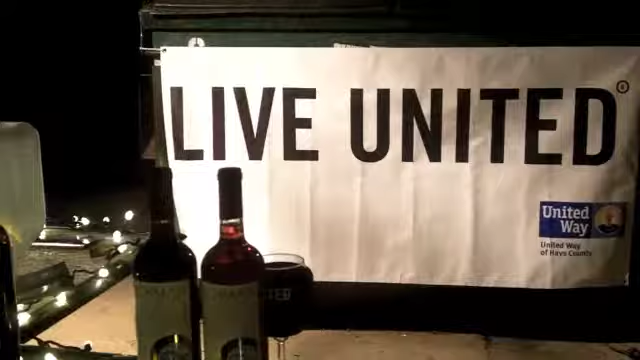 LIVE UNITED®
United
Way
United Way
of Hays County